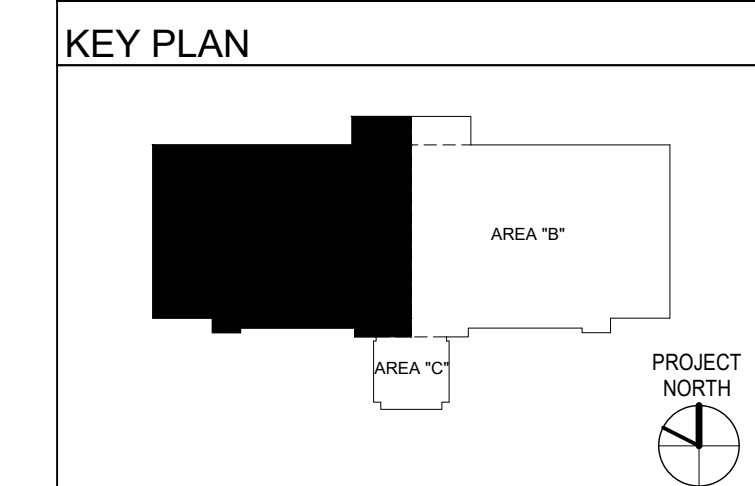 KEY PLAN
AREA "B"
AREA "C"
PROJECT
NORTH